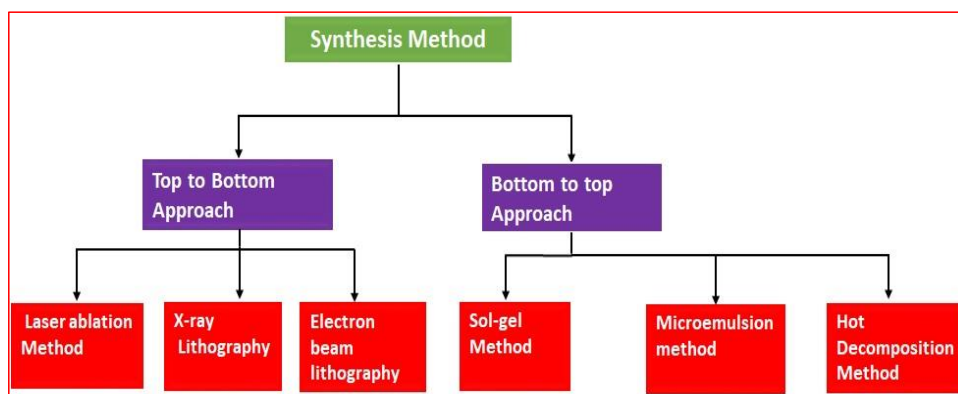 Synthesis Method
Top to Bottom
Approach
Bottom to top
Approach
Laser ablation
Method
X-ray
Lithography
Electron
beam
lithography
Sol-gel
Method
Microemulsion
method
Hot
Decomposition
Method